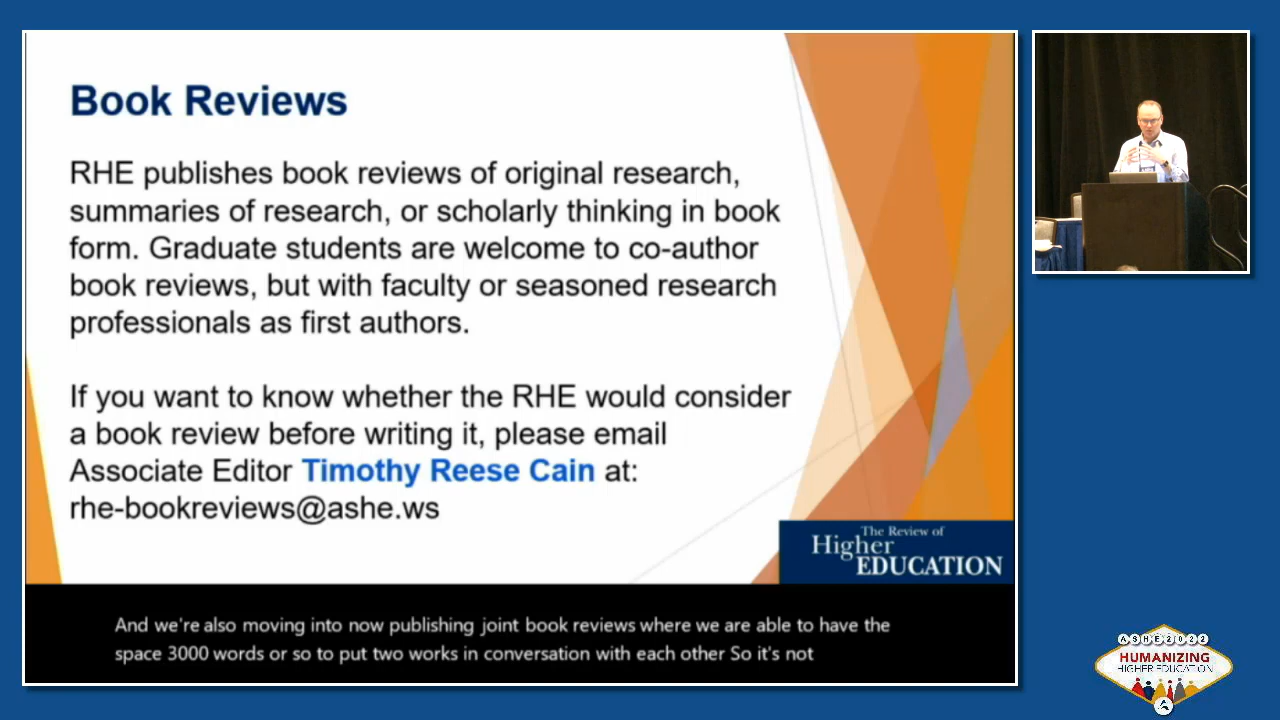 Book Reviews
RHE publishes book reviews of original research,
summaries of research, or scholarly thinking in book
form. Graduate students are welcome to co-author
book reviews, but with faculty or seasoned research
professionals as first authors.
If you want to know whether the RHE would consider
a book review before writing it, please email
Associate Editor Timothy Reese Cain at:
rhe-bookreviews@ashe.ws
The Review of
Higher
EDUCATION
And we're also moving into now publishing joint book reviews where we are able to have the
space 3000 words or so to put two works in conversation with each other So it's not
ASHE2022
HUMANIZING
HIGHER EDUCATION
A